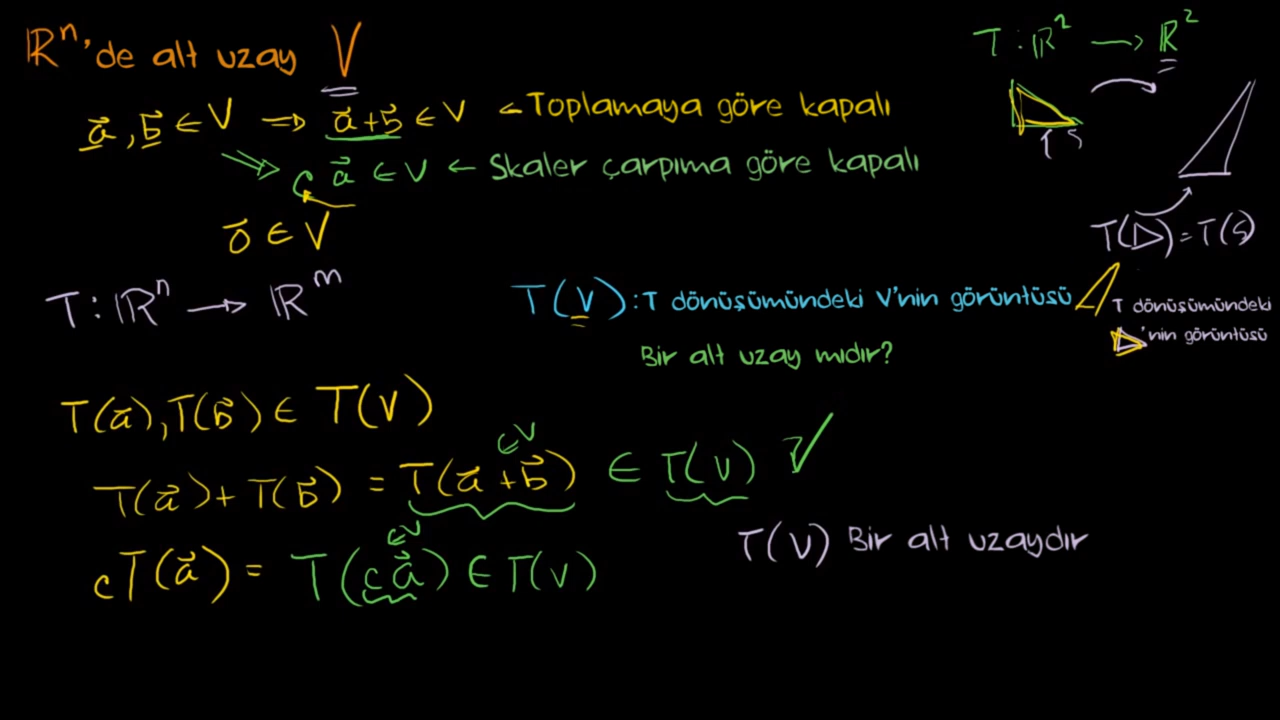 ℝⁿ'de alt uzay V
a⃗, b⃗ ∈ V ⇒ a⃗+b⃗ ∈ V ← Toplamaya göre kapalı
⇒ c a⃗ ∈ V ← Skaler çarpıma göre kapalı
0⃗ ∈ V
T : ℝ² → ℝ²
S
T(△) = T(S)
T : ℝⁿ → ℝᵐ
T(V) : T dönüşümündeki V'nin görüntüsü
T dönüşümündeki
'nin görüntüsü
Bir alt uzay mıdır?
T(a⃗), T(b⃗) ∈ T(V)
∈V
T(a⃗) + T(b⃗) = T(a⃗ + b⃗) ∈ T(V) ? ✓
∈V
cT(a⃗) = T(ca⃗) ∈ T(V)
T(V) Bir alt uzaydır